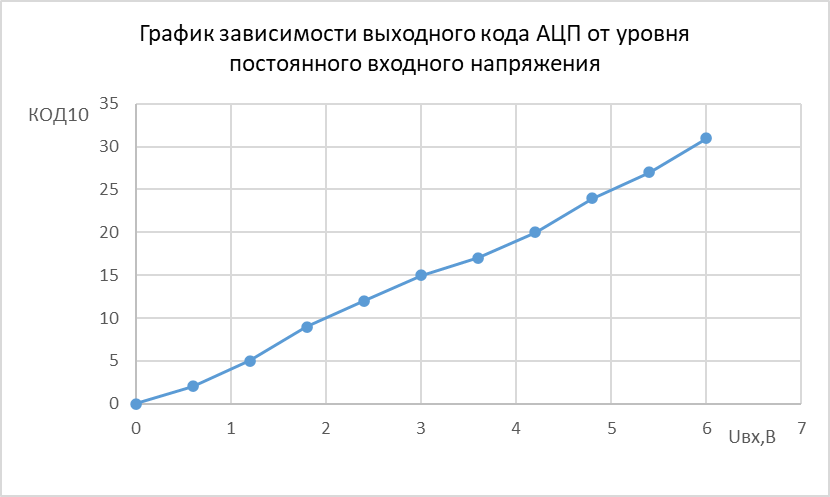 График зависимости выходного кода АЦП от уровня
постоянного входного напряжения
КОД10
35
30
25
20
15
10
5
0
0 1 2 3 4 5 6 7
Uвх,В